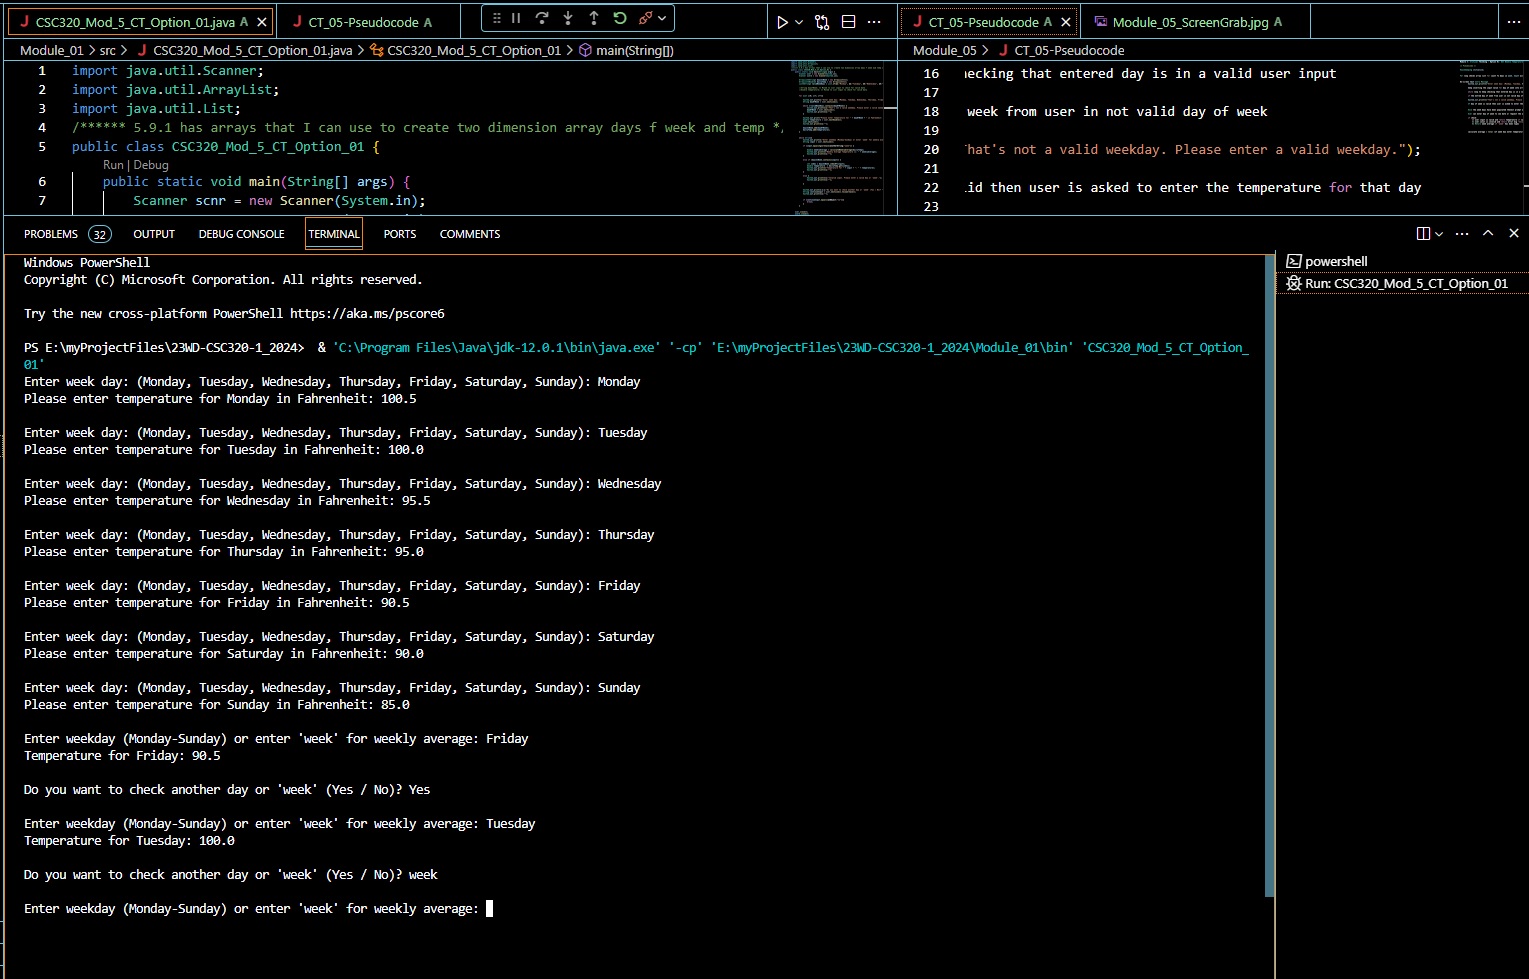 CSC320_Mod_5_CT_Option_01.java A
CT_05-Pseudocode A
CT_05-Pseudocode A
Module_05_ScreenGrab.jpg A
Module_01 > src > CSC320_Mod_5_CT_Option_01.java > CSC320_Mod_5_CT_Option_01 > main(String[])
Module_05 > CT_05-Pseudocode
1 import java.util.Scanner;
2 import java.util.ArrayList;
3 import java.util.List;
4 /****** 5.9.1 has arrays that I can use to create two dimension array days f week and temp *,
5 public class CSC320_Mod_5_CT_Option_01 {
Run | Debug
6 public static void main(String[] args) {
7 Scanner scnr = new Scanner(System.in);
16 ecking that entered day is in a valid user input
17
18 week from user in not valid day of week
19
20 hat's not a valid weekday. Please enter a valid weekday.");
21
22 id then user is asked to enter the temperature for that day
23
PROBLEMS 32 OUTPUT DEBUG CONSOLE TERMINAL PORTS COMMENTS
Windows PowerShell
Copyright (C) Microsoft Corporation. All rights reserved.
Try the new cross-platform PowerShell https://aka.ms/pscore6
PS E:\myProjectFiles\23WD-CSC320-1_2024> & 'C:\Program Files\Java\jdk-12.0.1\bin\java.exe' '-cp' 'E:\myProjectFiles\23WD-CSC320-1_2024\Module_01\bin' 'CSC320_Mod_5_CT_Option_
01'
Enter week day: (Monday, Tuesday, Wednesday, Thursday, Friday, Saturday, Sunday): Monday
Please enter temperature for Monday in Fahrenheit: 100.5
Enter week day: (Monday, Tuesday, Wednesday, Thursday, Friday, Saturday, Sunday): Tuesday
Please enter temperature for Tuesday in Fahrenheit: 100.0
Enter week day: (Monday, Tuesday, Wednesday, Thursday, Friday, Saturday, Sunday): Wednesday
Please enter temperature for Wednesday in Fahrenheit: 95.5
Enter week day: (Monday, Tuesday, Wednesday, Thursday, Friday, Saturday, Sunday): Thursday
Please enter temperature for Thursday in Fahrenheit: 95.0
Enter week day: (Monday, Tuesday, Wednesday, Thursday, Friday, Saturday, Sunday): Friday
Please enter temperature for Friday in Fahrenheit: 90.5
Enter week day: (Monday, Tuesday, Wednesday, Thursday, Friday, Saturday, Sunday): Saturday
Please enter temperature for Saturday in Fahrenheit: 90.0
Enter week day: (Monday, Tuesday, Wednesday, Thursday, Friday, Saturday, Sunday): Sunday
Please enter temperature for Sunday in Fahrenheit: 85.0
Enter weekday (Monday-Sunday) or enter 'week' for weekly average: Friday
Temperature for Friday: 90.5
Do you want to check another day or 'week' (Yes / No)? Yes
Enter weekday (Monday-Sunday) or enter 'week' for weekly average: Tuesday
Temperature for Tuesday: 100.0
Do you want to check another day or 'week' (Yes / No)? week
Enter weekday (Monday-Sunday) or enter 'week' for weekly average:
powershell
Run: CSC320_Mod_5_CT_Option_01